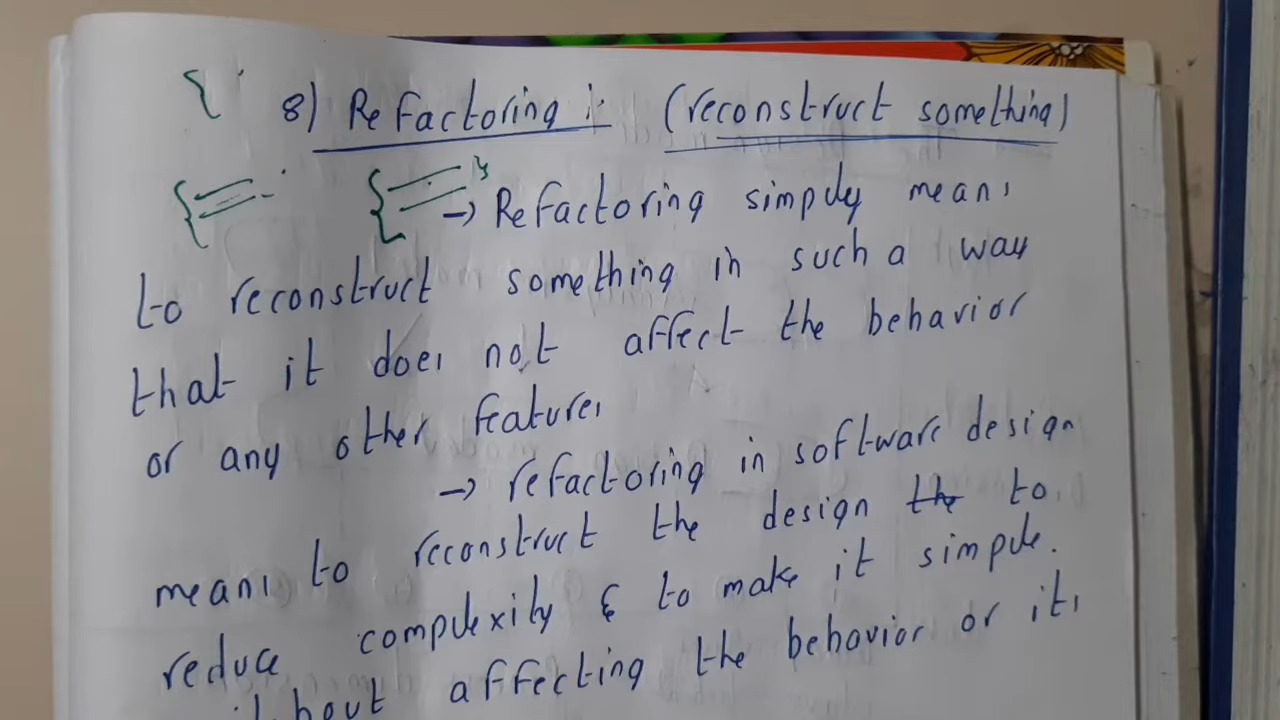 8) Refactoring :- (reconstruct something)
→ Refactoring simply means
to reconstruct something in such a way
that it does not affect the behavior
or any other features
→ refactoring in software design
means to reconstruct the design the to
reduce complexity & to make it simple.
without affecting the behavior or its